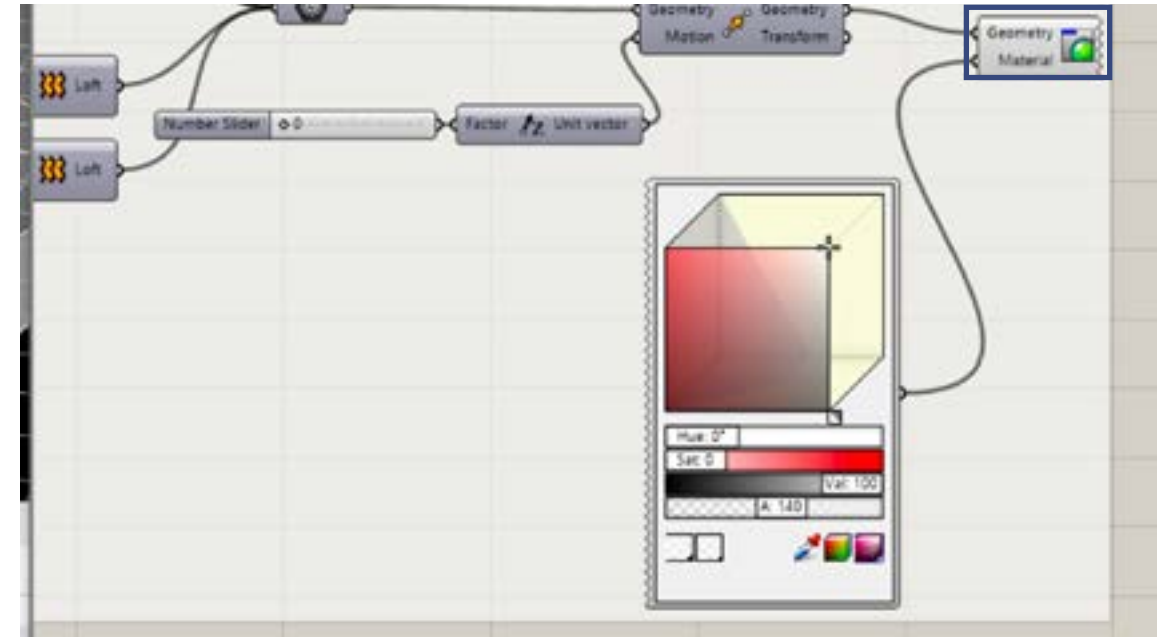 Geometry Geometry
Motion Transform
Geometry
Material
Loft
Number Slider 0
Factor Unit vector
Loft
Hue: 0°
Sat: 0
Val: 100
A: 140